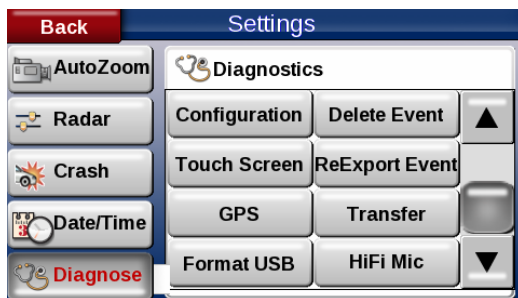 Back
Settings
AutoZoom
Radar
Crash
Date/Time
Diagnose
Diagnostics
Configuration
Delete Event
Touch Screen
ReExport Event
GPS
Transfer
Format USB
HiFi Mic